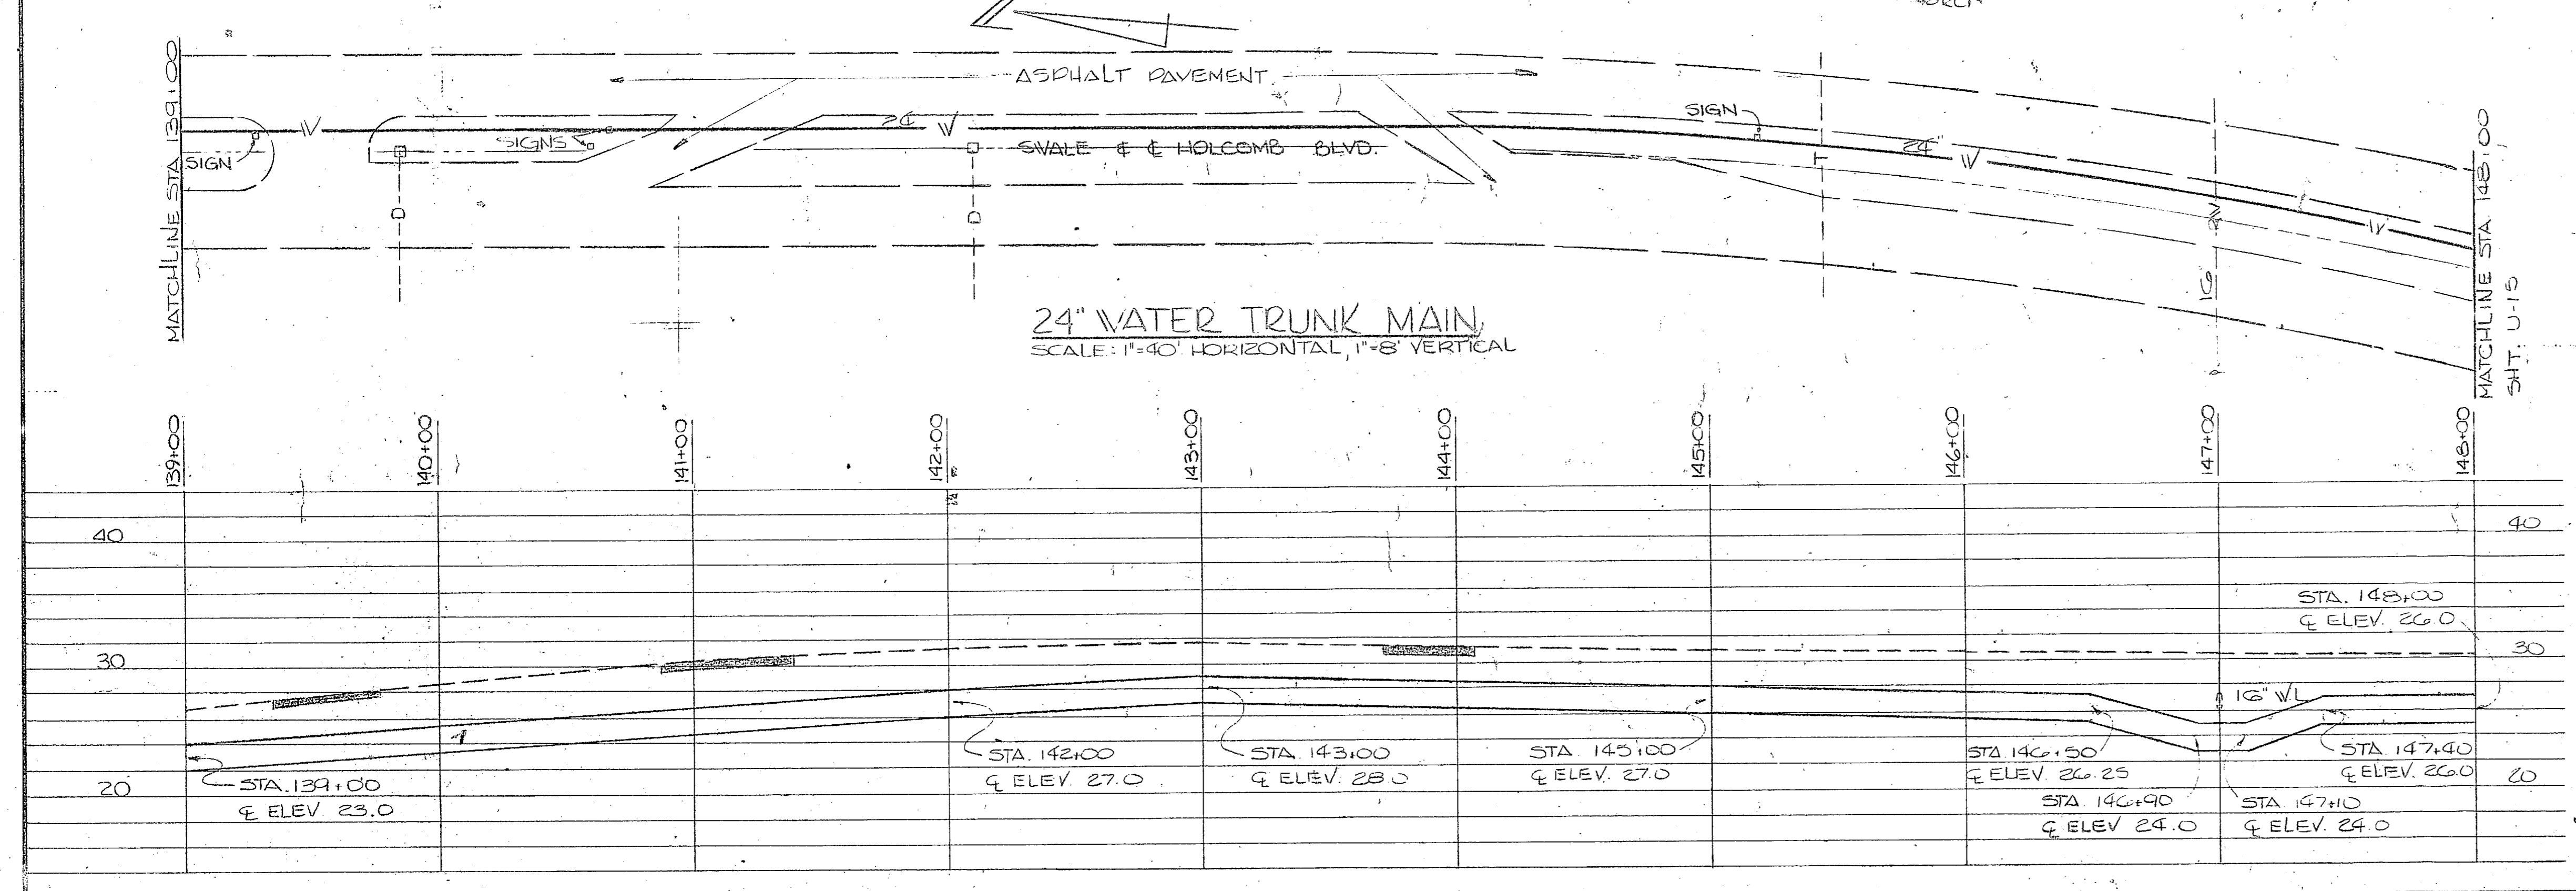 MATCHLINE STA. 139+00
ASPHALT PAVEMENT
SIGN
W
SIGNS
24"
W
SWALE & ℄ HOLCOMB BLVD.
SIGN
24"
W
T
D
D
16" W
W
MATCHLINE STA. 148+00
SHT. U-15
24" WATER TRUNK MAIN
SCALE: 1"=40' HORIZONTAL, 1"=8' VERTICAL
139+00
140+00
141+00
142+00
143+00
144+00
145+00
146+00
147+00
148+00
40
40
STA. 148+00
℄ ELEV. 26.0
30
30
16" WL
STA. 139+00
℄ ELEV. 23.0
STA. 142+00
℄ ELEV. 27.0
STA. 143+00
℄ ELEV. 28.0
STA. 145+00
℄ ELEV. 27.0
STA. 146+50
℄ ELEV. 26.25
STA. 147+40
℄ ELEV. 26.0
20
20
STA. 146+90
℄ ELEV 24.0
STA. 147+10
℄ ELEV. 24.0